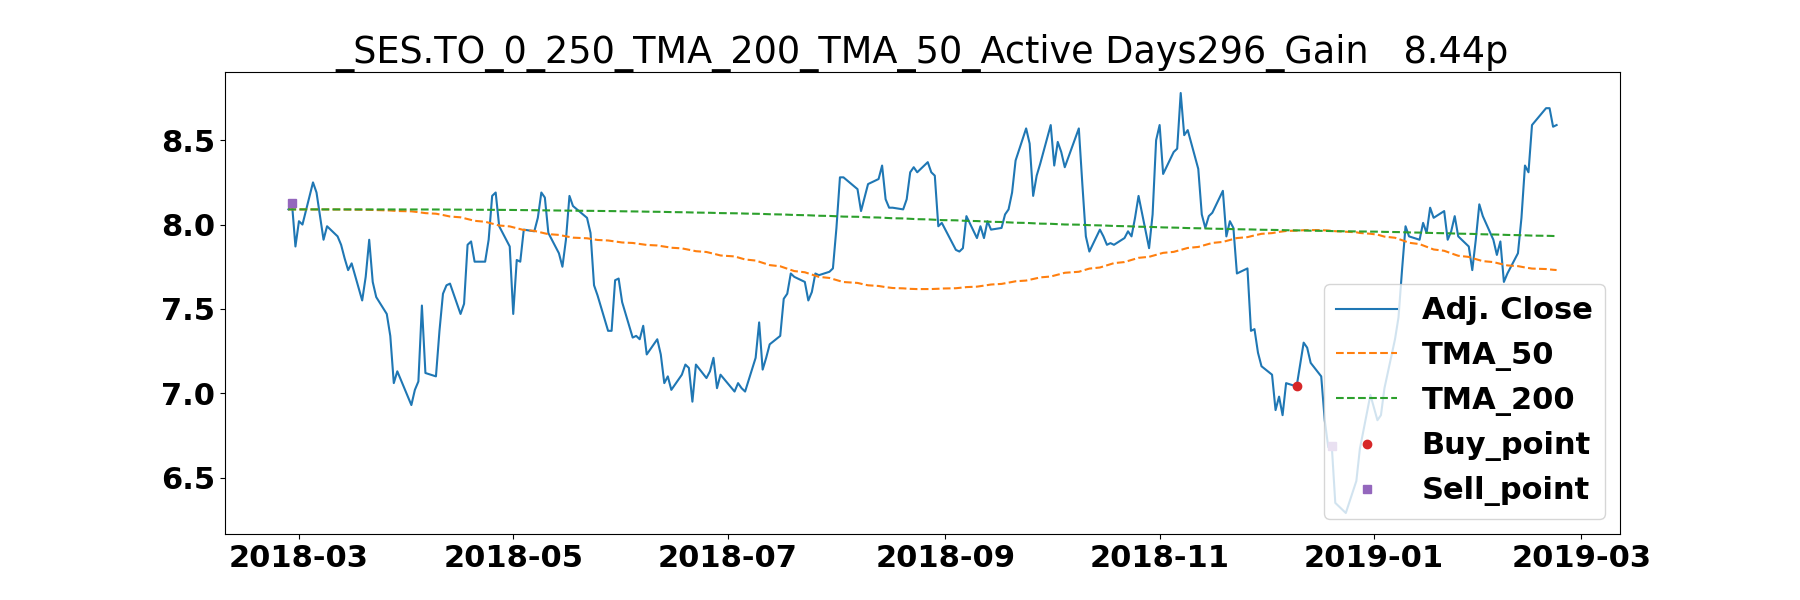 _SES.TO_0_250_TMA_200_TMA_50_Active Days296_Gain   8.44p
8.5
8.0
7.5
7.0
6.5
2018-03 2018-05 2018-07 2018-09 2018-11 2019-01 2019-03
Adj. Close
TMA_50
TMA_200
Buy_point
Sell_point